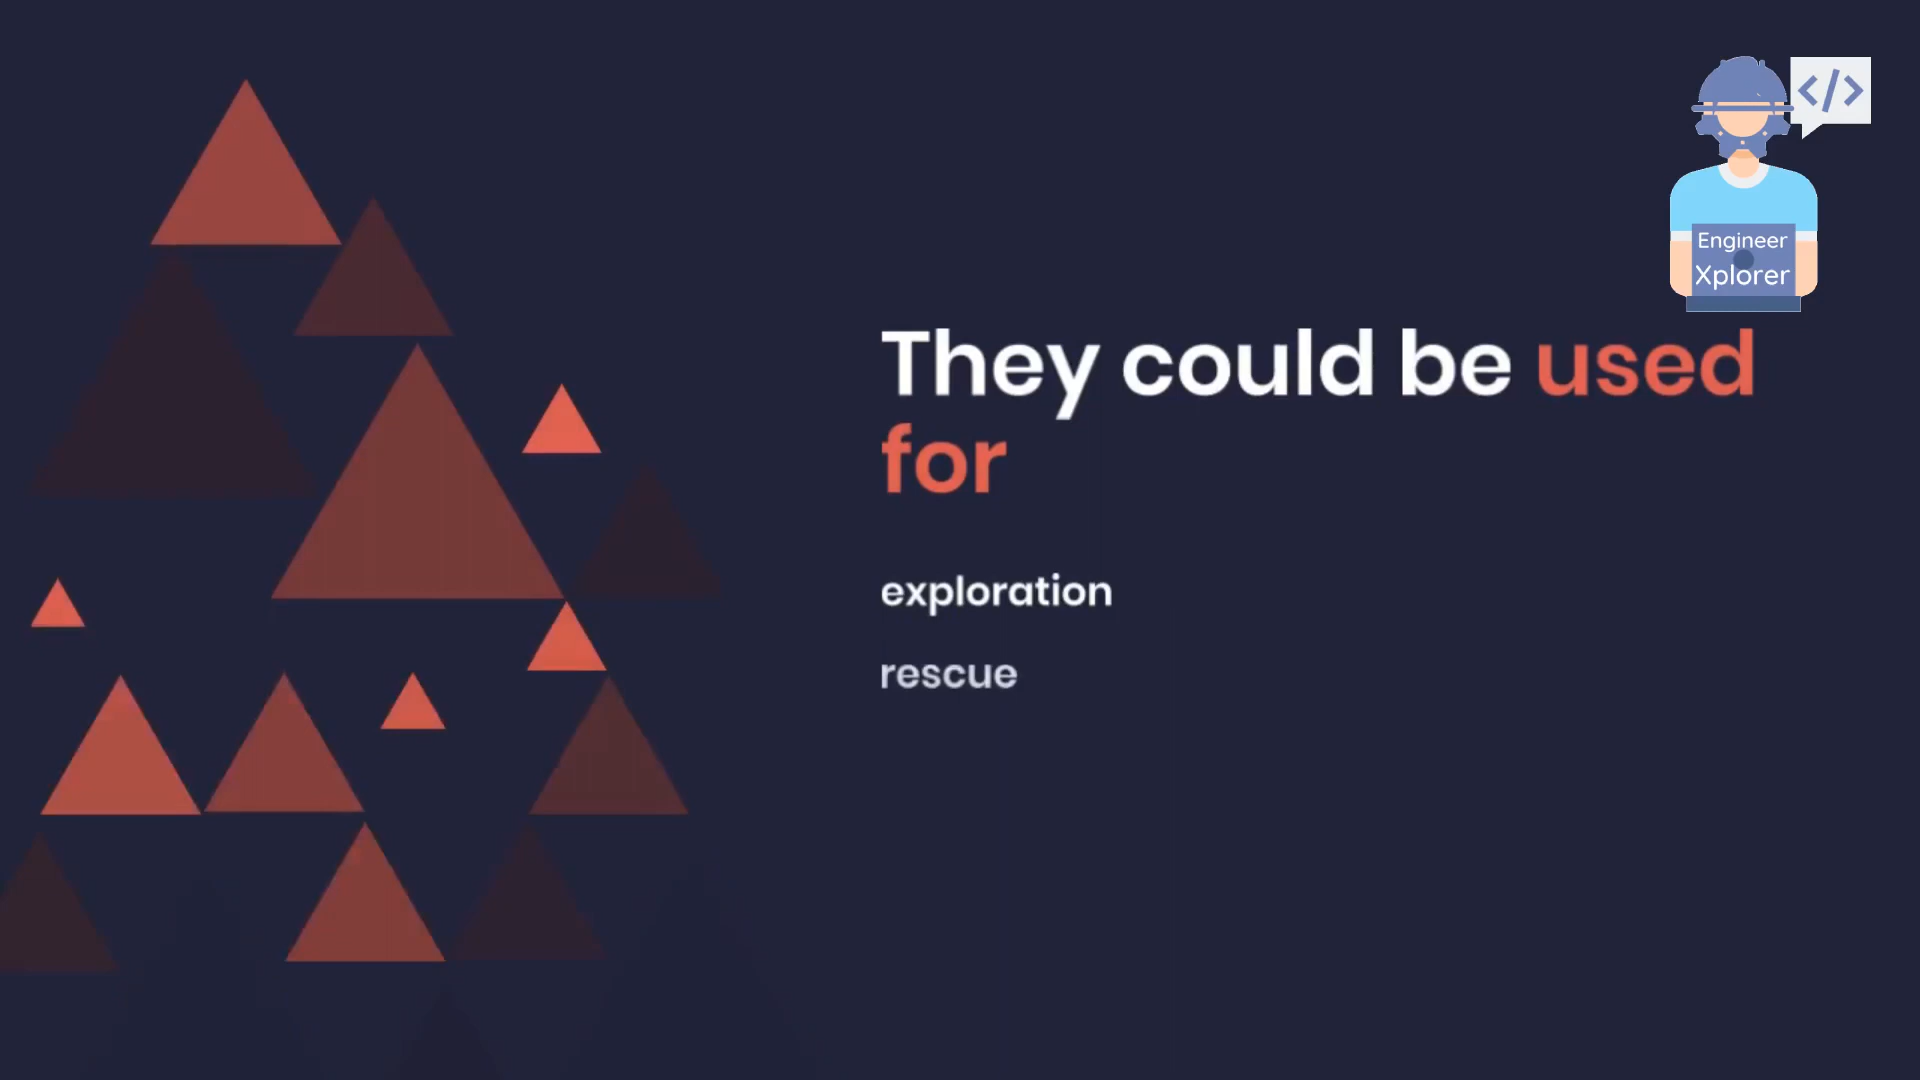 </>
Engineer
Xplorer
They could be used
for
exploration
rescue